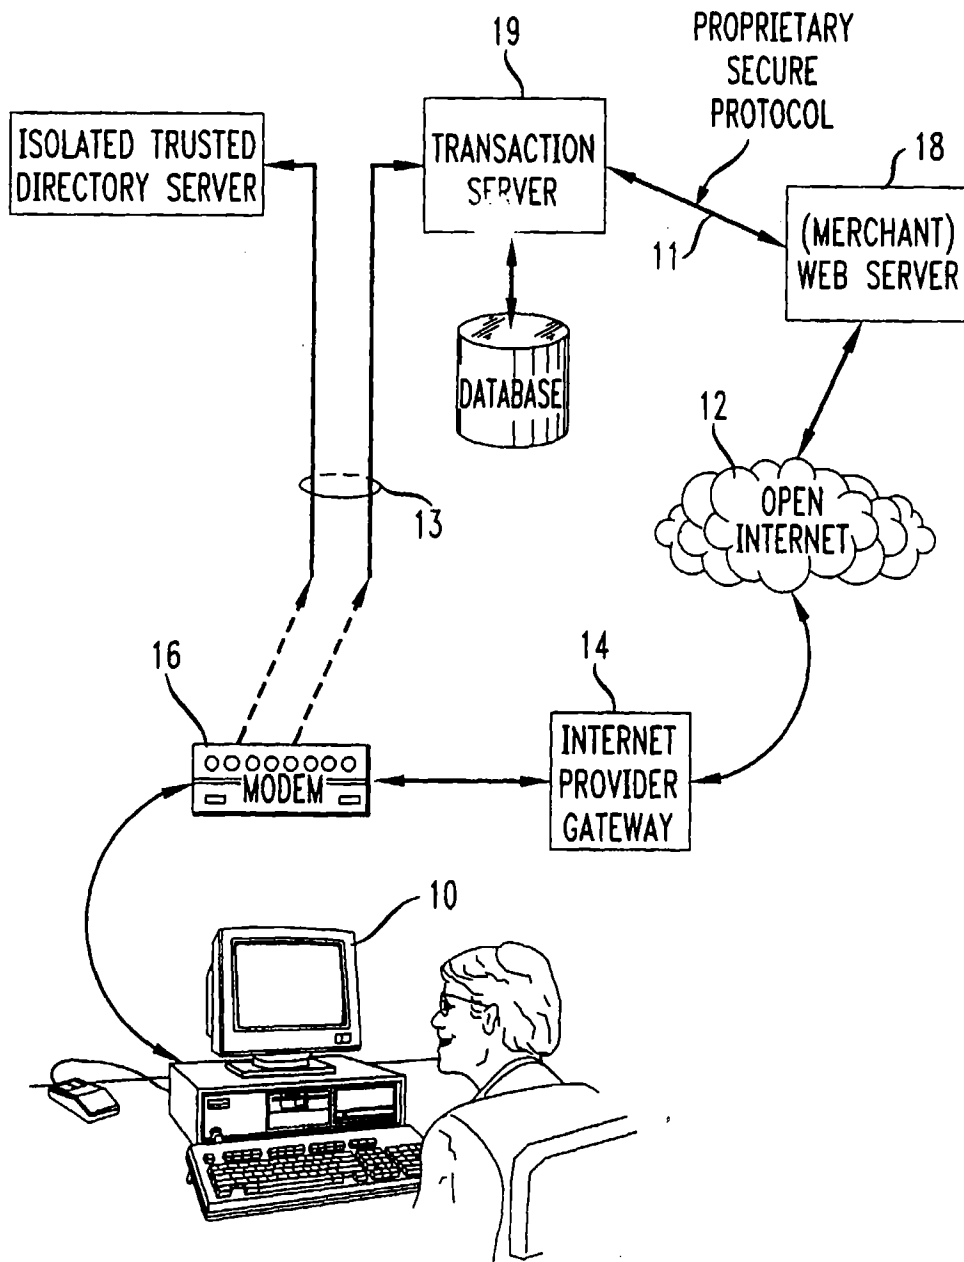 19
PROPRIETARY
SECURE
PROTOCOL
ISOLATED TRUSTED
DIRECTORY SERVER
TRANSACTION
SERVER
18
11
(MERCHANT)
WEB SERVER
DATABASE
12
OPEN
INTERNET
13
16
14
MODEM
INTERNET
PROVIDER
GATEWAY
10